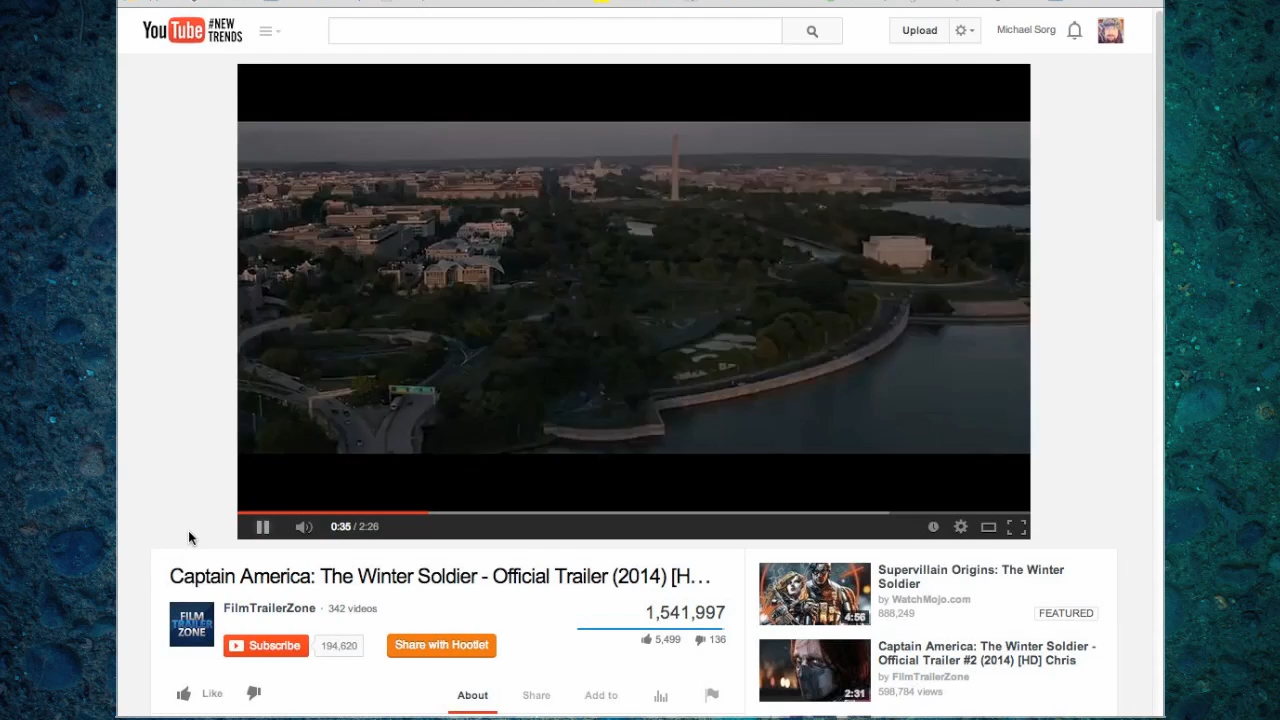 YouTube #NEW TRENDS
Upload
Michael Sorg
0:35 / 2:26
Captain America: The Winter Soldier - Official Trailer (2014) [H...
FILM
TRAILER
ZONE
FilmTrailerZone · 342 videos
Subscribe 194,620
Share with Hootlet
1,541,997
5,499 136
Like
About Share Add to
4:56
Supervillain Origins: The Winter
Soldier
by WatchMojo.com
888,249
FEATURED
2:31
Captain America: The Winter Soldier -
Official Trailer #2 (2014) [HD] Chris
by FilmTrailerZone
598,784 views